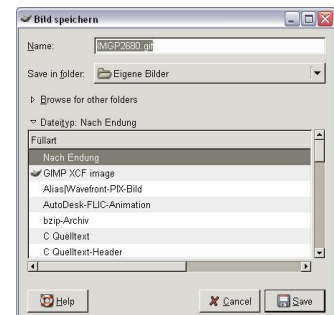 Bild speichern
Name: IMGP2680.gif
Save in folder: Eigene Bilder
Browse for other folders
Dateityp: Nach Endung
Füllart
Nach Endung
GIMP XCF image
Alias|Wavefront-PIX-Bild
AutoDesk-FLIC-Animation
bzip-Archiv
C Quelltext
C Quelltext-Header
Help Cancel Save